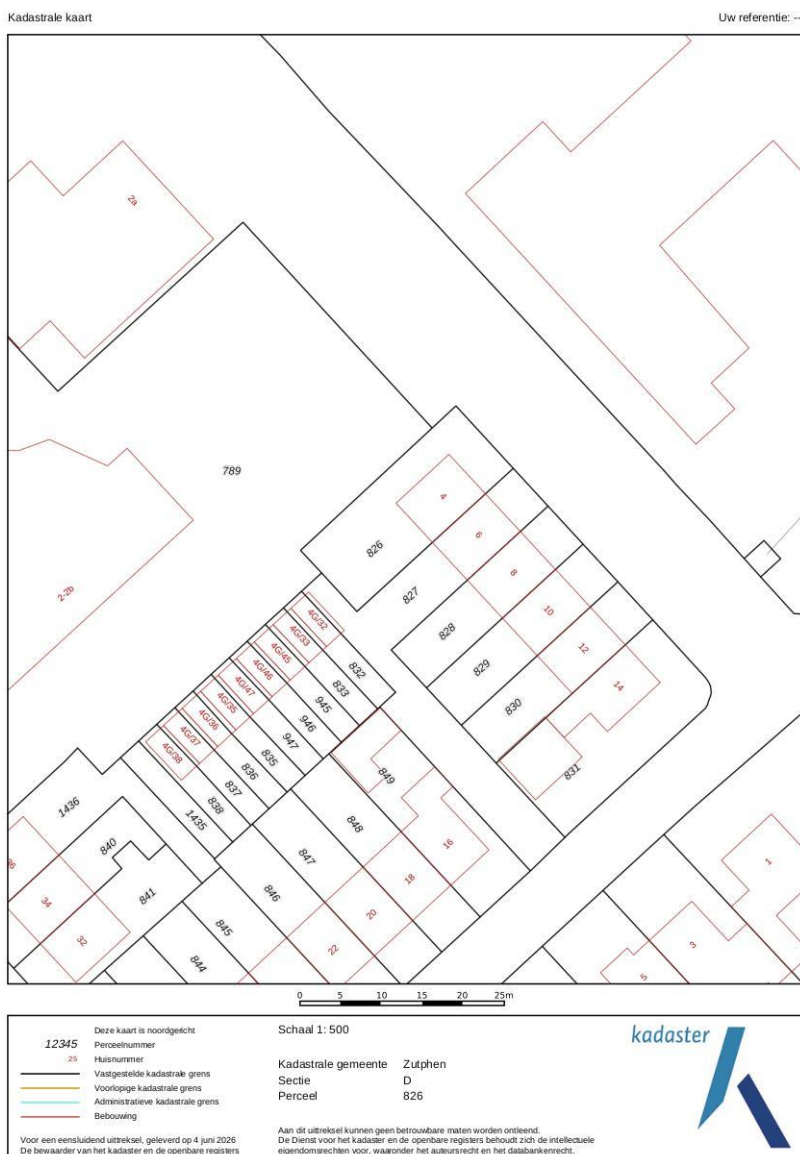 Kadastrale kaart
Uw referentie: --
2a
789
2-2b
4
826
6
827
8
828
10
829
12
830
14
831
4G/32
4G/33
4G/45
4G/46
4G/47
4G/35
4G/36
4G/37
4G/38
832
833
945
946
947
835
836
837
838
1435
849
848
847
846
845
844
16
18
20
22
1436
840
841
34
32
1
3
5
0 5 10 15 20 25m
Deze kaart is noordgericht
12345 Perceelnummer
25 Huisnummer
Vastgestelde kadastrale grens
Voorlopige kadastrale grens
Administratieve kadastrale grens
Bebouwing
Voor een eensluidend uittreksel, geleverd op 4 juni 2026
De bewaarder van het kadaster en de openbare registers
Schaal 1: 500
Kadastrale gemeente Zutphen
Sectie D
Perceel 826
Aan dit uittreksel kunnen geen betrouwbare maten worden ontleend.
De Dienst voor het kadaster en de openbare registers behoudt zich de intellectuele
eigendomsrechten voor, waaronder het auteursrecht en het databankenrecht.
kadaster